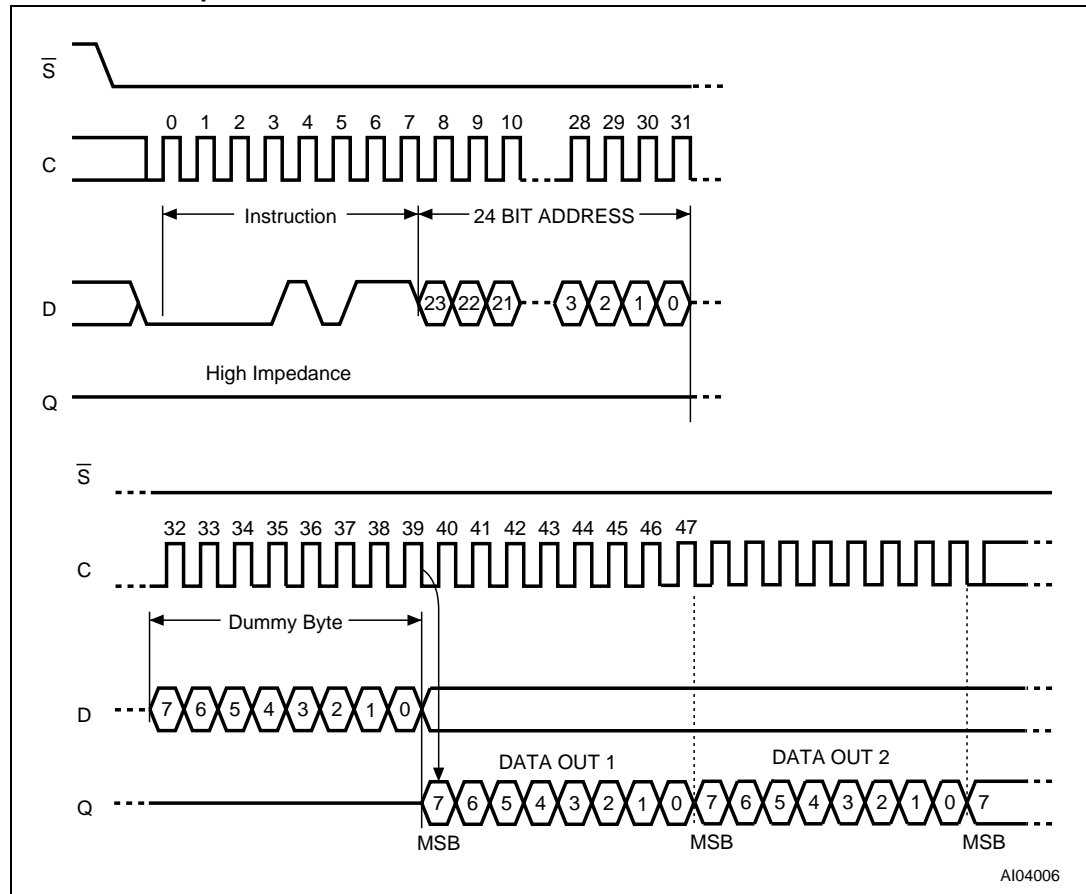 S
0 1 2 3 4 5 6 7 8 9 10 28 29 30 31
C
Instruction 24 BIT ADDRESS
D 23 22 21 3 2 1 0
High Impedance
Q
S
32 33 34 35 36 37 38 39 40 41 42 43 44 45 46 47
C
Dummy Byte
D 7 6 5 4 3 2 1 0
DATA OUT 1 DATA OUT 2
Q 7 6 5 4 3 2 1 0 7 6 5 4 3 2 1 0 7
MSB MSB MSB
AI04006